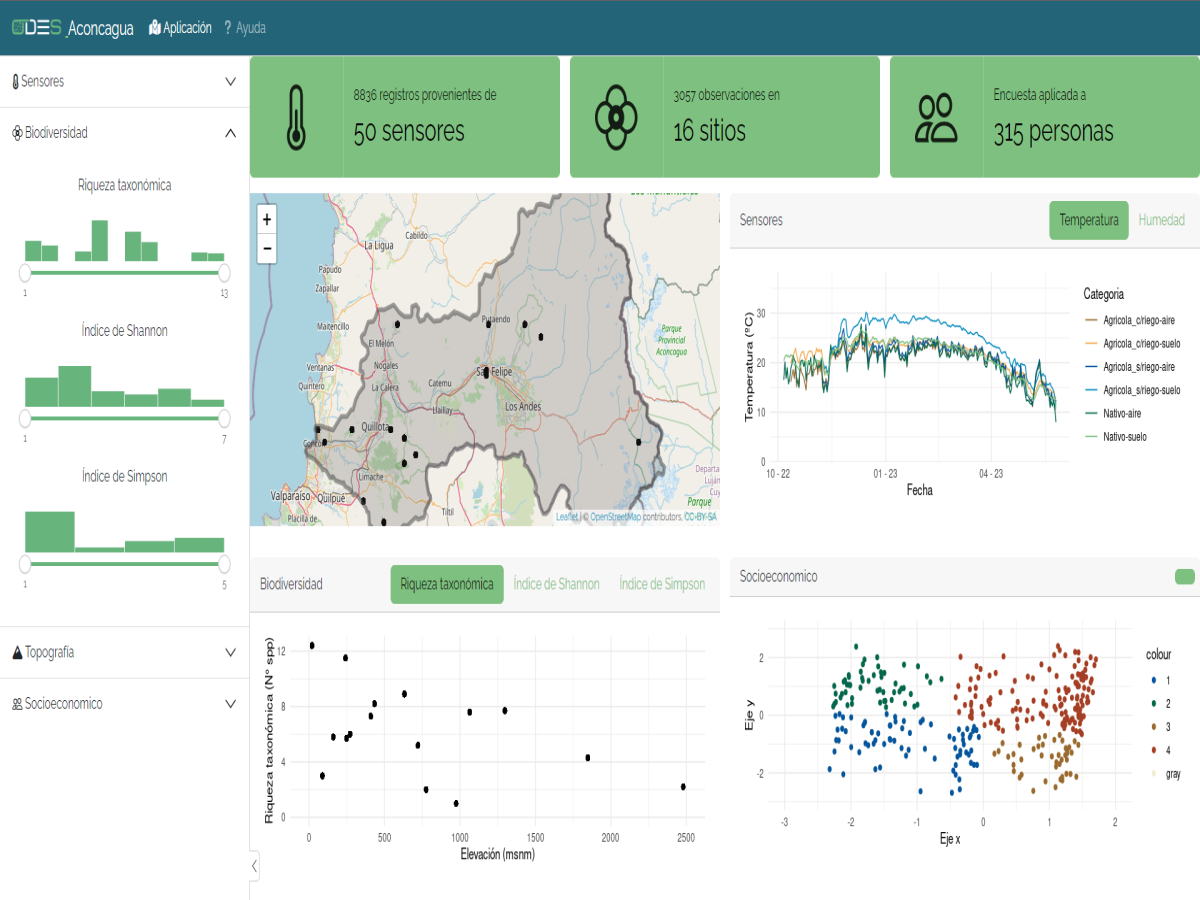 ODES_Aconcagua Aplicación ? Ayuda
Sensores
Biodiversidad
Riqueza taxonómica
1 13
Índice de Shannon
1 7
Índice de Simpson
1 5
Topografía
Socioeconomico
8836 registros provenientes de
50 sensores
3057 observaciones en
16 sitios
Encuesta aplicada a
315 personas
+
−
Cabildo
La Ligua
Papudo
Zapallar
Maitencillo
Putaendo
El Melón
Parque
Provincial
Aconcagua
Ventanas
Nogales
San Felipe
Quintero
La Calera
Catemu
Llaillay
Los Andes
Quillota
Concón
Limache
Departa
Luján
Cuy
Valparaíso
Quilpué
Parque
Placilla de
Tiltil
Leaflet | © OpenStreetMap contributors, CC-BY-SA
Sensores Temperatura Humedad
Temperatura (°C)
30
20
10
0
10 - 22 01 - 23 04 - 23
Fecha
Categoria
Agricola_c/riego-aire
Agricola_c/riego-suelo
Agricola_s/riego-aire
Agricola_s/riego-suelo
Nativo-aire
Nativo-suelo
Biodiversidad Riqueza taxonómica Índice de Shannon Índice de Simpson
Riqueza taxonómica (N° spp)
12
8
4
0
0 500 1000 1500 2000 2500
Elevación (msnm)
Socioeconomico
Eje y
2
0
-2
-3 -2 -1 0 1 2
Eje x
colour
1
2
3
4
gray